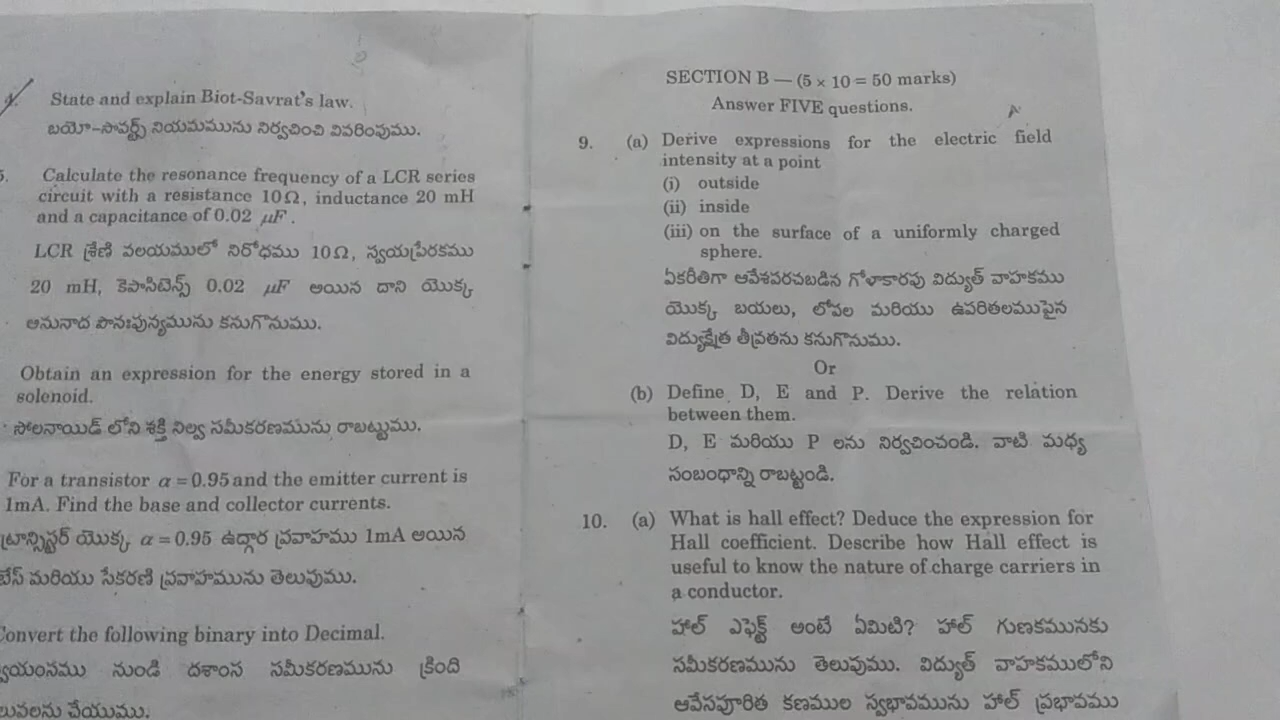 4. State and explain Biot-Savrat's law.
బయో-సావర్ట్స్ నియమమును నిర్వచించి వివరింపుము.
5. Calculate the resonance frequency of a LCR series
circuit with a resistance 10Ω, inductance 20 mH
and a capacitance of 0.02 μF.
LCR శ్రేణి వలయములో నిరోధము 10Ω, స్వయంప్రేరకము
20 mH, కెపాసిటెన్స్ 0.02 μF అయిన దాని యొక్క
అనునాద పౌనఃపున్యమును కనుగొనుము.
Obtain an expression for the energy stored in a
solenoid.
సోలనాయిడ్ లోని శక్తి నిల్వ సమీకరణమును రాబట్టుము.
For a transistor α = 0.95 and the emitter current is
1mA. Find the base and collector currents.
ట్రాన్సిస్టర్ యొక్క α = 0.95 ఉద్గార ప్రవాహము 1mA అయిన
బేస్ మరియు సేకరణి ప్రవాహమును తెలుపుము.
Convert the following binary into Decimal.
నుండి దశాంస సమీకరణమును క్రింది
చేయుము.
SECTION B — (5 × 10 = 50 marks)
Answer FIVE questions.
9. (a) Derive expressions for the electric field
intensity at a point
(i) outside
(ii) inside
(iii) on the surface of a uniformly charged
sphere.
ఏకరీతిగా ఆవేశపరచబడిన గోళాకారపు విద్యుత్ వాహకము
యొక్క బయలు, లోపల మరియు ఉపరితలముపైన
విద్యుక్షేత్ర తీవ్రతను కనుగొనుము.
Or
(b) Define D, E and P. Derive the relation
between them.
D, E మరియు P లను నిర్వచించండి. వాటి మధ్య
సంబంధాన్ని రాబట్టండి.
10. (a) What is hall effect? Deduce the expression for
Hall coefficient. Describe how Hall effect is
useful to know the nature of charge carriers in
a conductor.
హాల్ ఎఫెక్ట్ అంటే ఏమిటి? హాల్ గుణకమునకు
సమీకరణమును తెలుపుము. విద్యుత్ వాహకములోని
ఆవేసపూరిత కణముల స్వభావమును హాల్ ప్రభావము